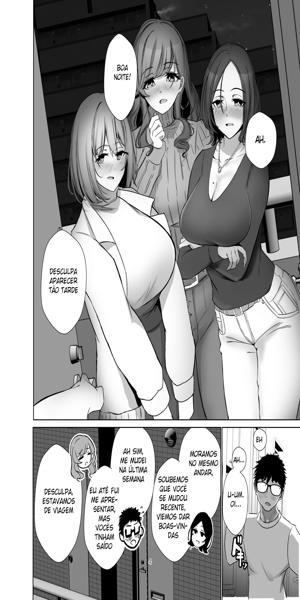 BOA
NOITE!
AH.
DESCULPA
APARECER
TÃO TARDE
EH
AH...
U-UM.
OI...
MORAMOS
NO MESMO
ANDAR,
SOUBEMOS
QUE VOCÊ
SE MUDOU
RECENTE,
VIEMOS DAR
BOAS-VIN-
DAS
AH SIM,
ME MUDEI
NA ÚLTIMA
SEMANA
EU ATÉ FUI
ME APRE-
SENTAR,
MAS VOCÊS
TINHAM
SAÍDO
DESCULPA,
ESTAVAMOS
DE VIAGEM